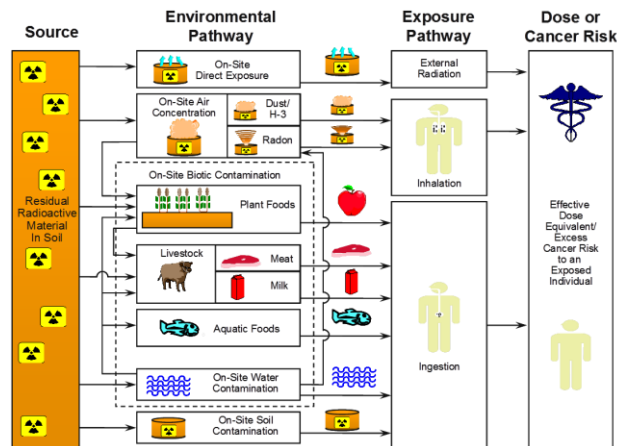 Source
Environmental
Pathway
Exposure
Pathway
Dose or
Cancer Risk
On-Site
Direct Exposure
External
Radiation
On-Site Air
Concentration
Dust/
H-3
Radon
Inhalation
On-Site Biotic Contamination
Plant Foods
Residual
Radioactive
Material
In Soil
Livestock
Meat
Milk
Aquatic Foods
Ingestion
On-Site Water
Contamination
On-Site Soil
Contamination
Effective
Dose
Equivalent/
Excess
Cancer Risk
to an
Exposed
Individual